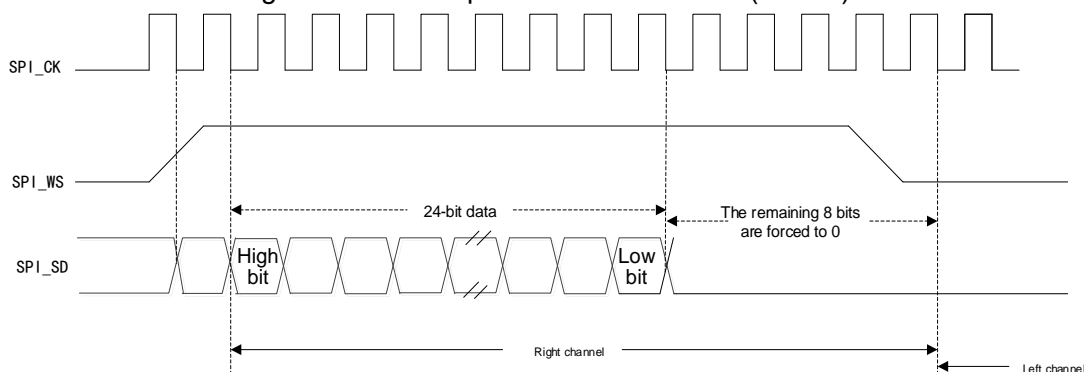 SPI_CK
SPI_WS
24-bit data
The remaining 8 bits
are forced to 0
SPI_SD
High
bit
Low
bit
Right channel
Left channel